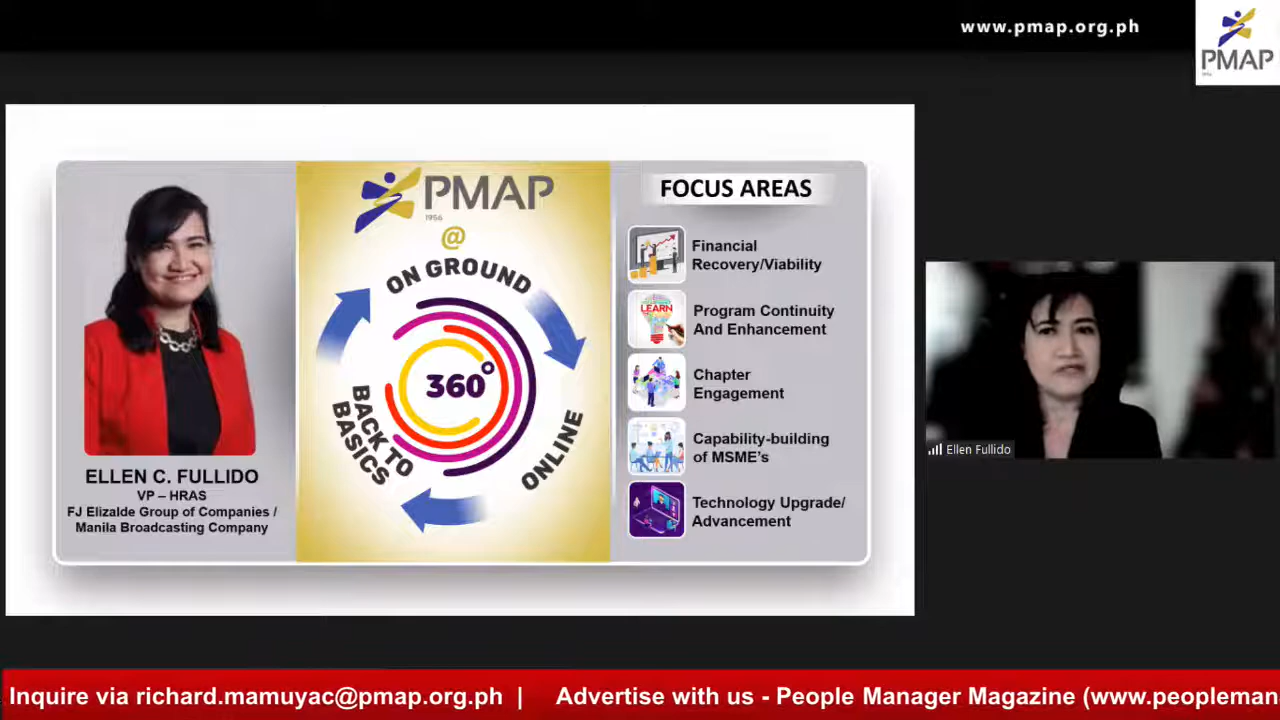 www.pmap.org.ph
PMAP
PMAP
1956
@
ON GROUND
360°
BACK TO
BASICS
ONLINE
ELLEN C. FULLIDO
VP – HRAS
FJ Elizalde Group of Companies /
Manila Broadcasting Company
FOCUS AREAS
Financial
Recovery/Viability
LEARN
Program Continuity
And Enhancement
Chapter
Engagement
Capability-building
of MSME's
Technology Upgrade/
Advancement
Ellen Fullido
Inquire via richard.mamuyac@pmap.org.ph | Advertise with us - People Manager Magazine (www.peopleman